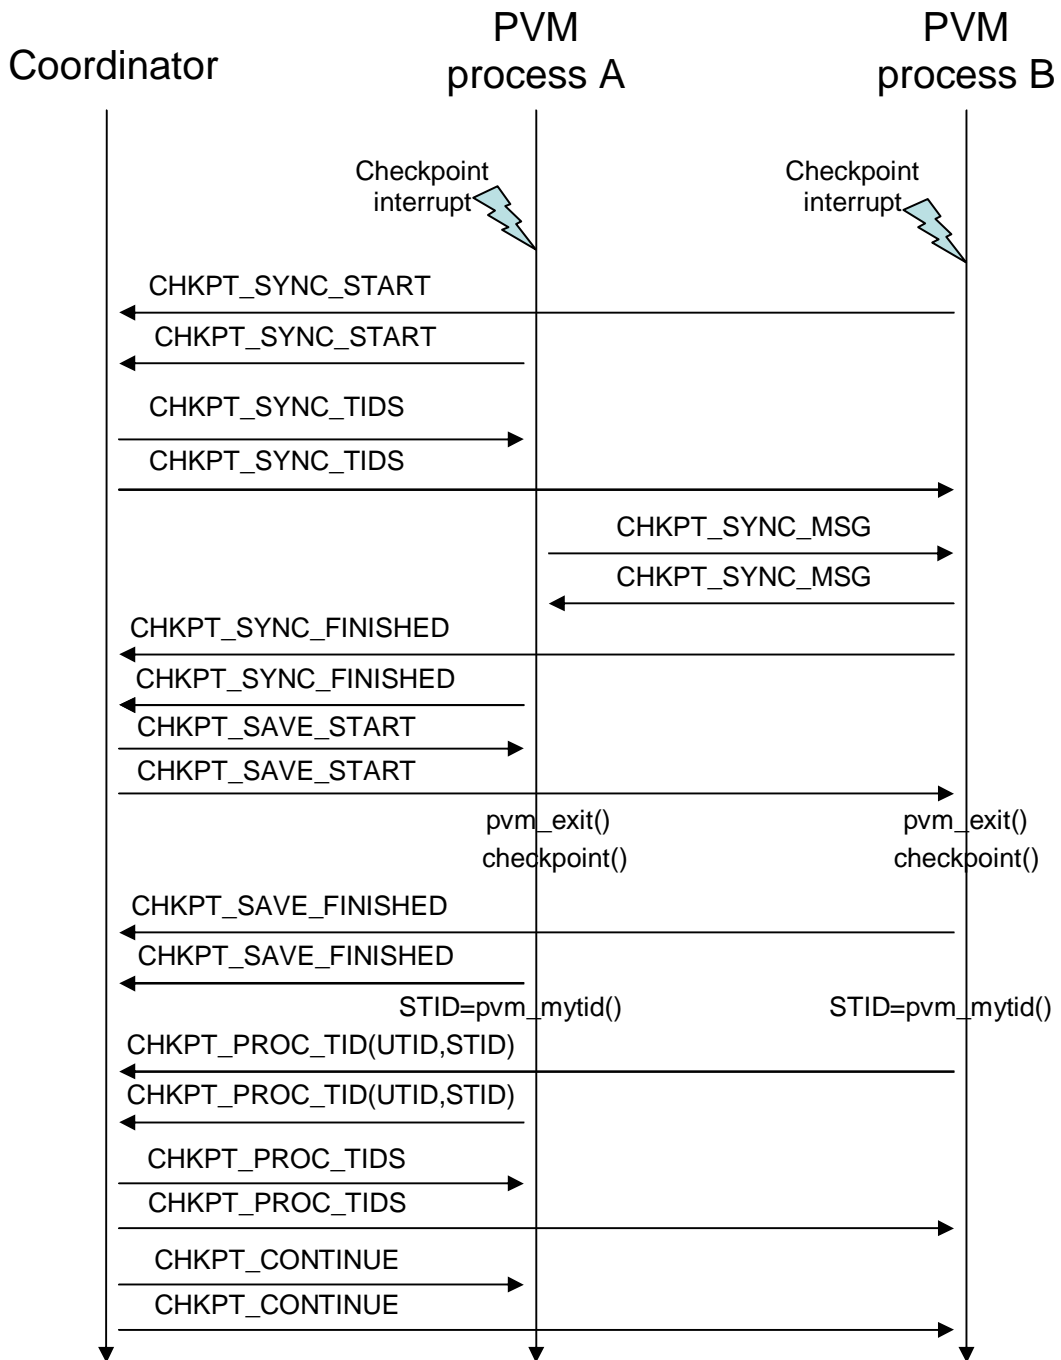 Coordinator
PVM
process A
PVM
process B
Checkpoint
interrupt
Checkpoint
interrupt
CHKPT_SYNC_START
CHKPT_SYNC_START
CHKPT_SYNC_TIDS
CHKPT_SYNC_TIDS
CHKPT_SYNC_MSG
CHKPT_SYNC_MSG
CHKPT_SYNC_FINISHED
CHKPT_SYNC_FINISHED
CHKPT_SAVE_START
CHKPT_SAVE_START
pvm_exit()
pvm_exit()
checkpoint()
checkpoint()
CHKPT_SAVE_FINISHED
CHKPT_SAVE_FINISHED
STID=pvm_mytid()
STID=pvm_mytid()
CHKPT_PROC_TID(UTID,STID)
CHKPT_PROC_TID(UTID,STID)
CHKPT_PROC_TIDS
CHKPT_PROC_TIDS
CHKPT_CONTINUE
CHKPT_CONTINUE